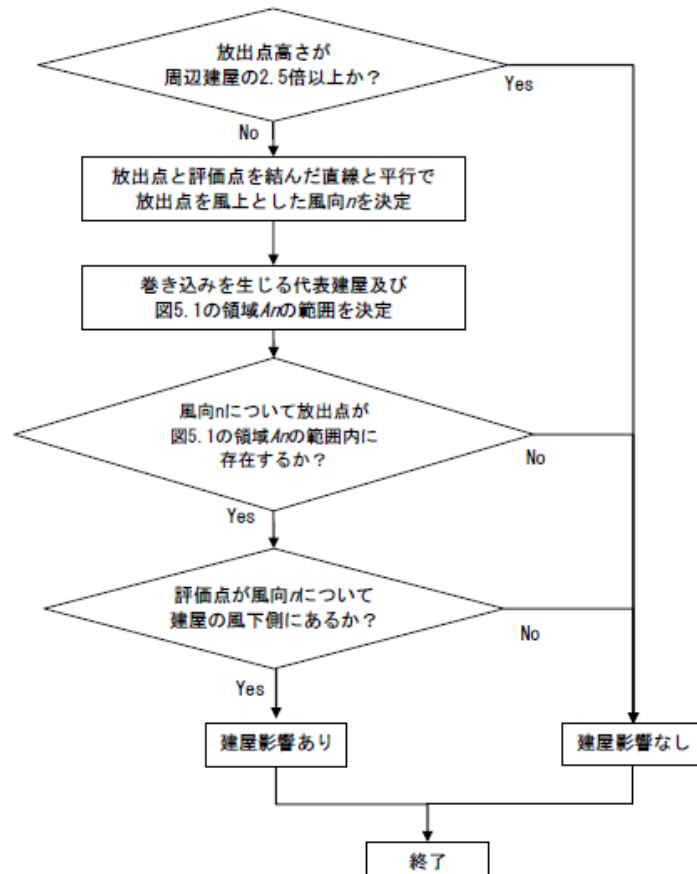 放出点高さが
周辺建屋の2.5倍以上か？
Yes
No
放出点と評価点を結んだ直線と平行で
放出点を風上とした風向nを決定
巻き込みを生じる代表建屋及び
図5.1の領域Anの範囲を決定
風向nについて放出点が
図5.1の領域Anの範囲内に
存在するか？
No
Yes
評価点が風向nについて
建屋の風下側にあるか？
No
Yes
建屋影響あり
建屋影響なし
終了